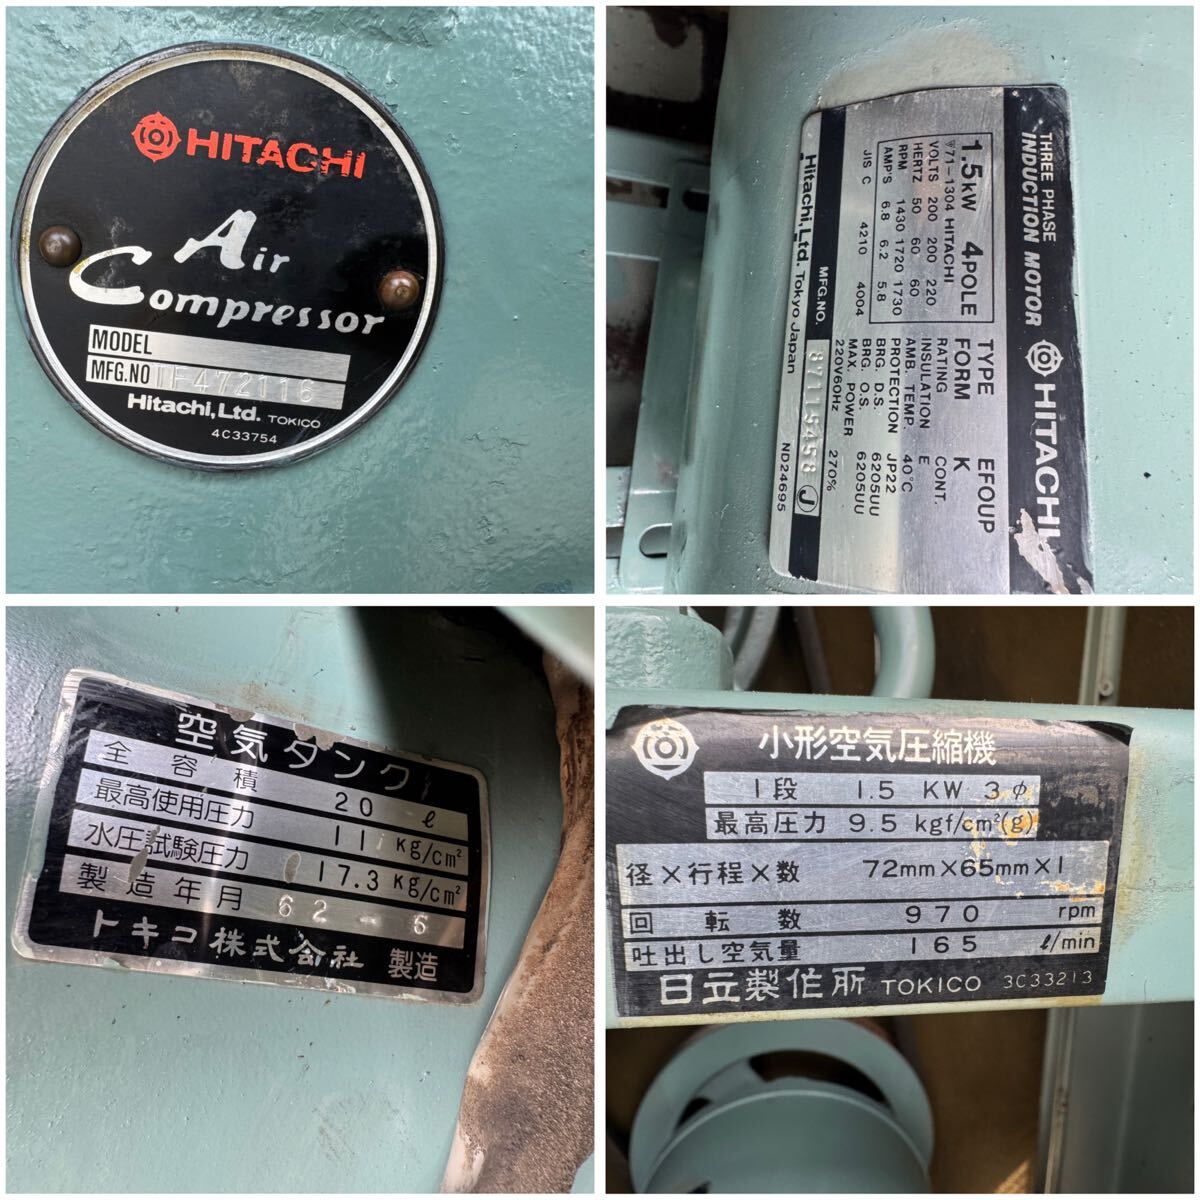 HITACHI
Air
Compressor
MODEL
MFG.NO 1F472116
Hitachi, Ltd. TOKICO
4C33754
THREE PHASE
INDUCTION MOTOR HITACHI
1.5kW 4POLE TYPE EFOUP
FORM K
71-1304 HITACHI RATING CONT.
VOLTS 200 200 220 INSULATION E
HERTZ 50 60 60 AMB. TEMP. 40°C
RPM 1430 1720 1730 PROTECTION JP22
AMP'S 6.8 6.2 5.8 BRG. D.S. 6205UU
BRG. O.S. 6205UU
JIS C 4210 4004 MAX. POWER
220V60Hz 270%
MFG.NO. 87115458 J
Hitachi, Ltd. Tokyo Japan ND24695
空気タンク
全容積 20 ℓ
最高使用圧力 11 kg/cm²
水圧試験圧力 17.3 kg/cm²
製造年月 62-6
トキコ株式会社 製造
小形空気圧縮機
1段 1.5 KW 3φ
最高圧力 9.5 kgf/cm²(g)
径×行程×数 72mm×65mm×1
回転数 970 rpm
吐出し空気量 165 ℓ/min
日立製作所 TOKICO 3C33213